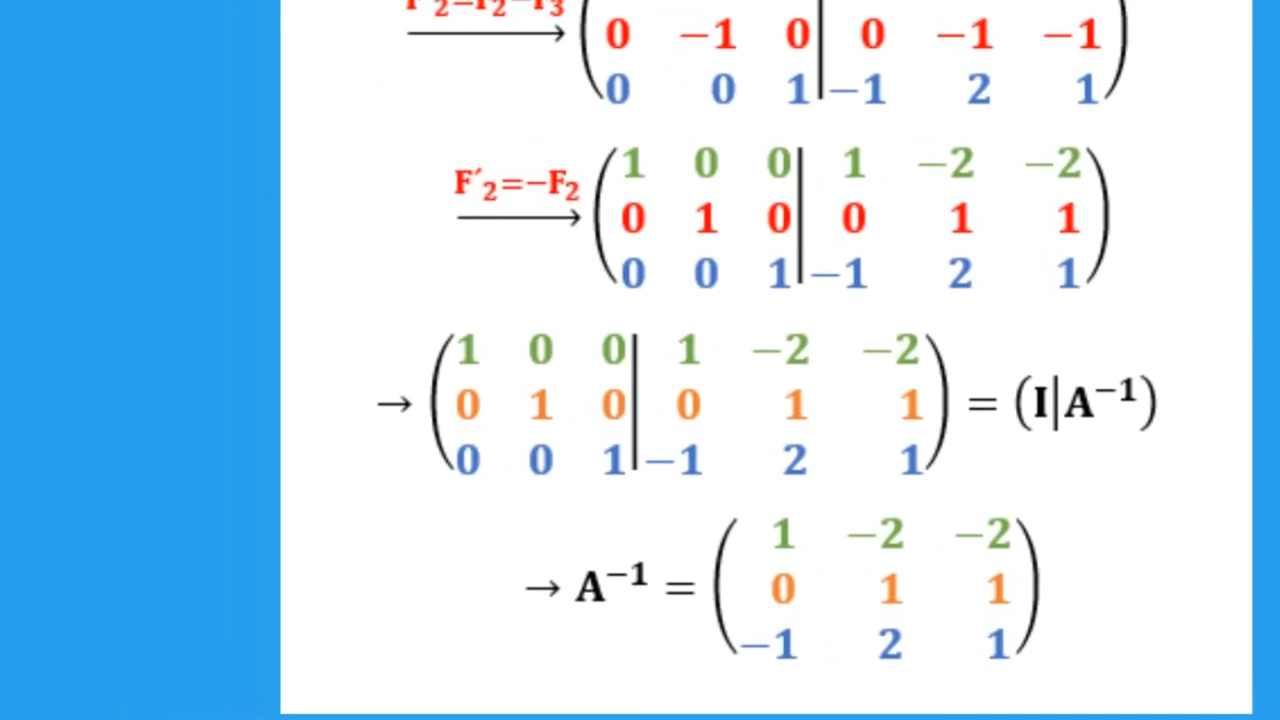 F′₂=F₂−F₃
0 −1 0 | 0 −1 −1
0 0 1 | −1 2 1
1 0 0 | 1 −2 −2
F′₂=−F₂
0 1 0 | 0 1 1
0 0 1 | −1 2 1
1 0 0 | 1 −2 −2
→ 0 1 0 | 0 1 1 = (I|A⁻¹)
0 0 1 | −1 2 1
1 −2 −2
→ A⁻¹ = 0 1 1
−1 2 1